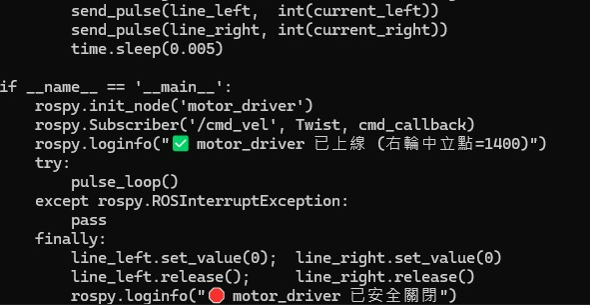 send_pulse(line_left,  int(current_left))
        send_pulse(line_right, int(current_right))
        time.sleep(0.005)

if __name__ == '__main__':
    rospy.init_node('motor_driver')
    rospy.Subscriber('/cmd_vel', Twist, cmd_callback)
    rospy.loginfo("✅ motor_driver 已上線 (右輪中立點=1400)")
    try:
        pulse_loop()
    except rospy.ROSInterruptException:
        pass
    finally:
        line_left.set_value(0);  line_right.set_value(0)
        line_left.release();     line_right.release()
        rospy.loginfo("🛑 motor_driver 已安全關閉")